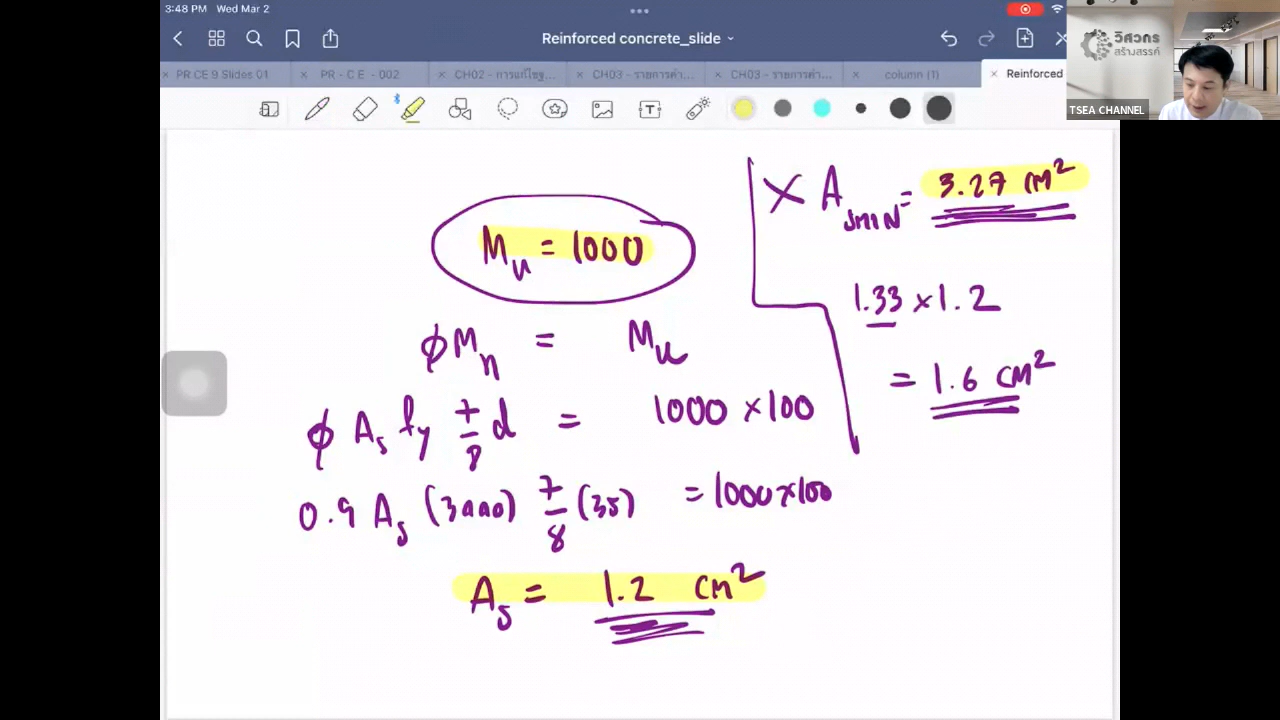 3:48 PM Wed Mar 2
Reinforced concrete_slide
PR CE 9 Slides 01
PR - C E - 002
CH02 - การแก้ไขฐ...
CH03 - รายการคำ...
CH03 - รายการคำ...
column (1)
Reinforced
วิศวกร
สร้างสรรค์
TSEA CHANNEL
Mu = 1000
ϕMn = Mu
ϕ As fy 7/8 d = 1000 × 100
0.9 As (3000) 7/8 (35) = 1000×100
As = 1.2 cm²
× AsMIN = 3.27 cm²
1.33 × 1.2
= 1.6 cm²